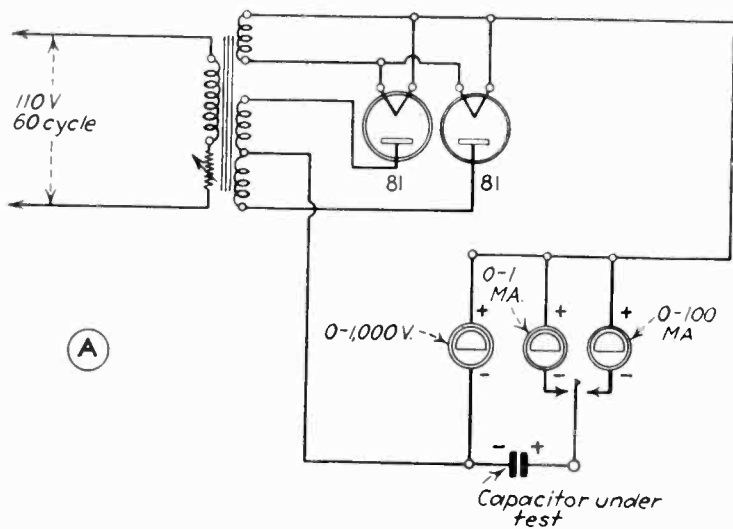 110 V
60 cycle
81
81
0-1
MA.
+
+
+
0-1,000 V.
0-100
MA
A
-
-
-
-
+
Capacitor under
test